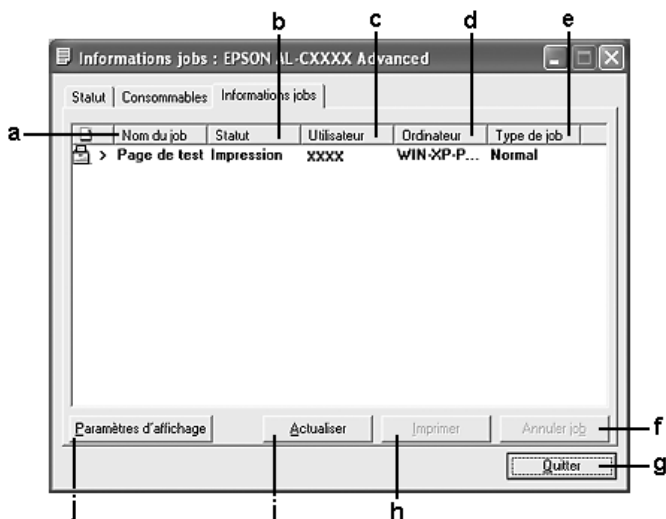 b c d e
Informations jobs : EPSON AL-CXXXX Advanced
Statut Consommables Informations jobs
a Nom du job Statut Utilisateur Ordinateur Type de job
> Page de test Impression XXXX WIN-XP-P... Normal
Paramètres d'affichage Actualiser Imprimer Annuler job f
Quitter g
j i h